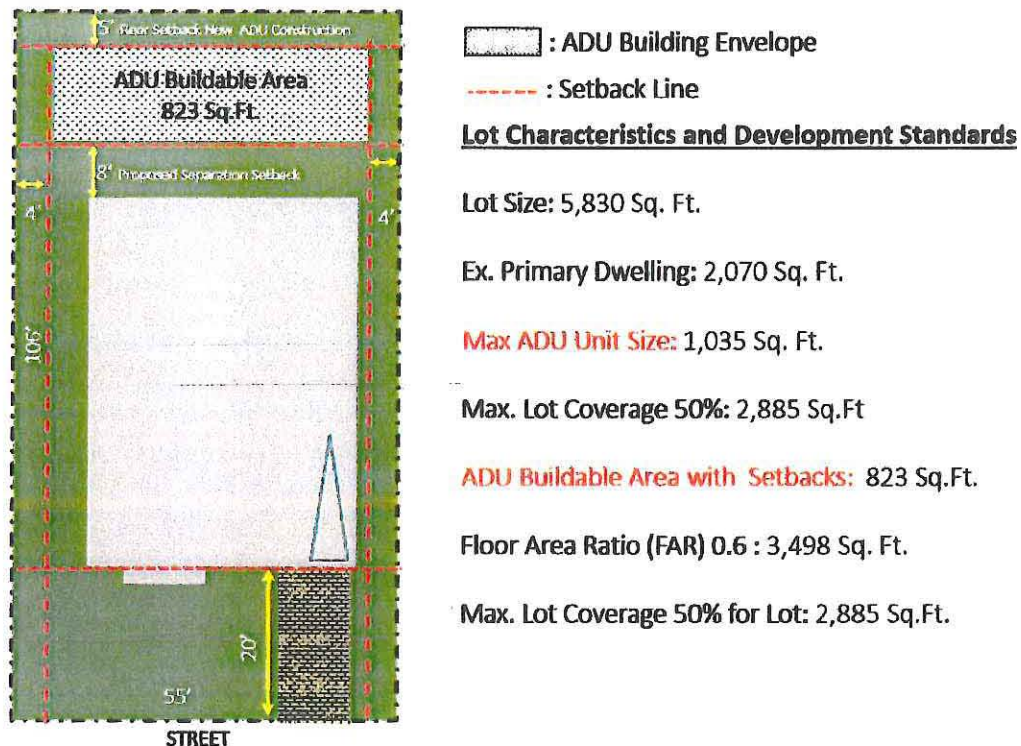 5' Rear Setback New ADU Construction
ADU Buildable Area
823 Sq.Ft.
8' Proposed Separation Setback
4'
4'
106'
20'
55'
STREET
: ADU Building Envelope
: Setback Line
Lot Characteristics and Development Standards
Lot Size: 5,830 Sq. Ft.
Ex. Primary Dwelling: 2,070 Sq. Ft.
Max ADU Unit Size: 1,035 Sq. Ft.
Max. Lot Coverage 50%: 2,885 Sq.Ft
ADU Buildable Area with Setbacks: 823 Sq.Ft.
Floor Area Ratio (FAR) 0.6 : 3,498 Sq. Ft.
Max. Lot Coverage 50% for Lot: 2,885 Sq.Ft.